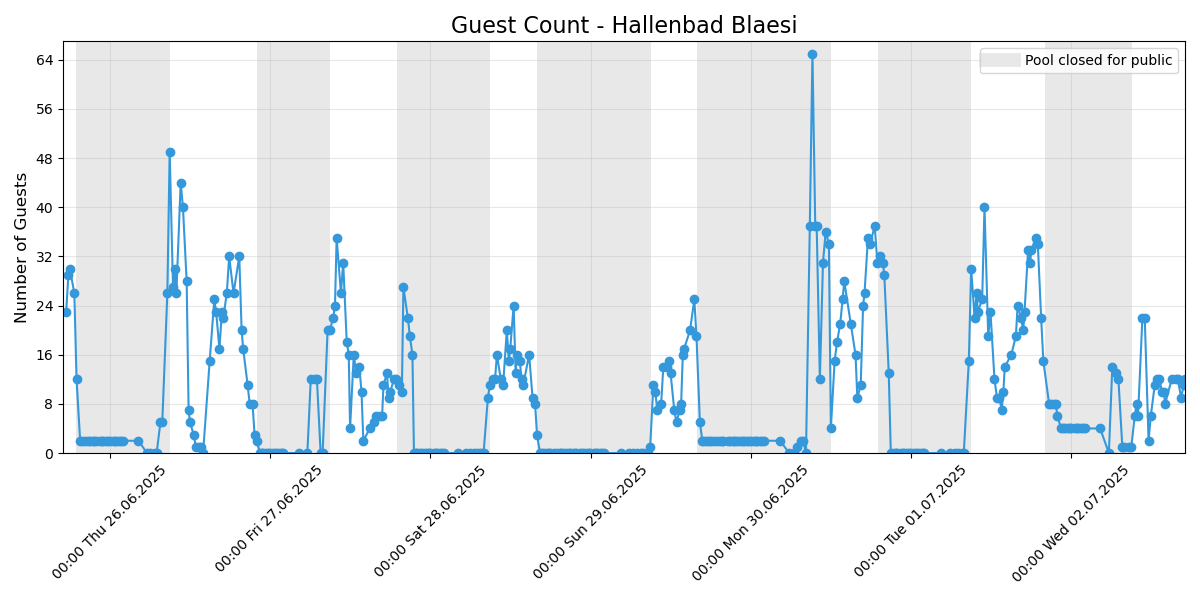 Guest Count - Hallenbad Blaesi
Pool closed for public
Number of Guests
64
56
48
40
32
24
16
8
0
00:00 Thu 26.06.2025
00:00 Fri 27.06.2025
00:00 Sat 28.06.2025
00:00 Sun 29.06.2025
00:00 Mon 30.06.2025
00:00 Tue 01.07.2025
00:00 Wed 02.07.2025